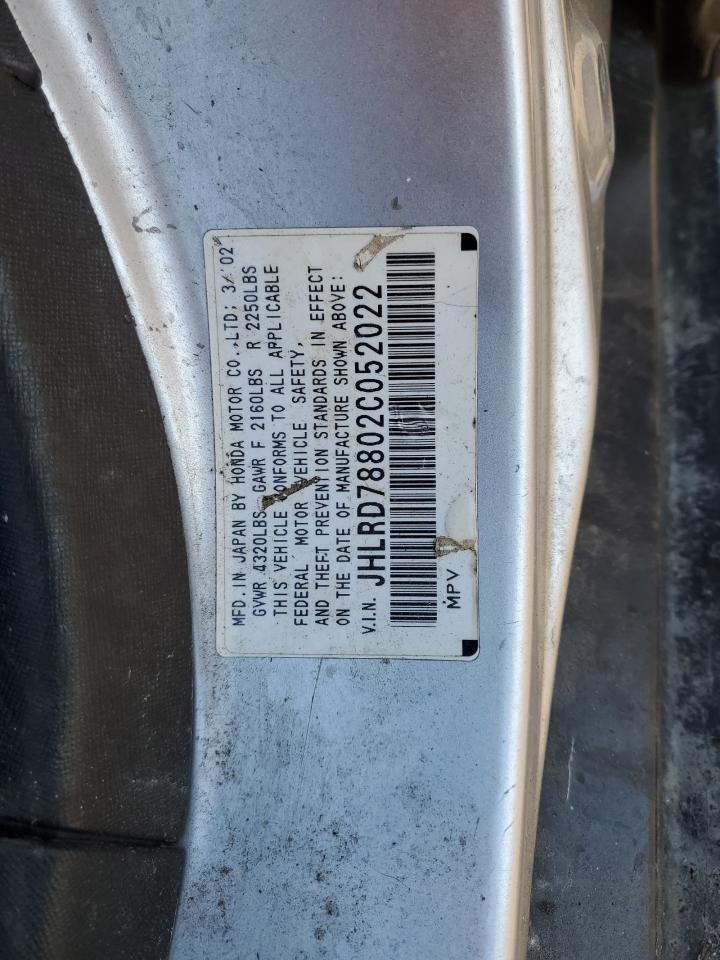 MFD. IN JAPAN BY HONDA MOTOR CO., LTD; 3/'02
GVWR 4320LBS GAWR F 2160LBS R 2250LBS
THIS VEHICLE CONFORMS TO ALL APPLICABLE
FEDERAL MOTOR VEHICLE SAFETY,
AND THEFT PREVENTION STANDARDS IN EFFECT
ON THE DATE OF MANUFACTURE SHOWN ABOVE:
V.I.N. JHLRD78802C052022
MPV